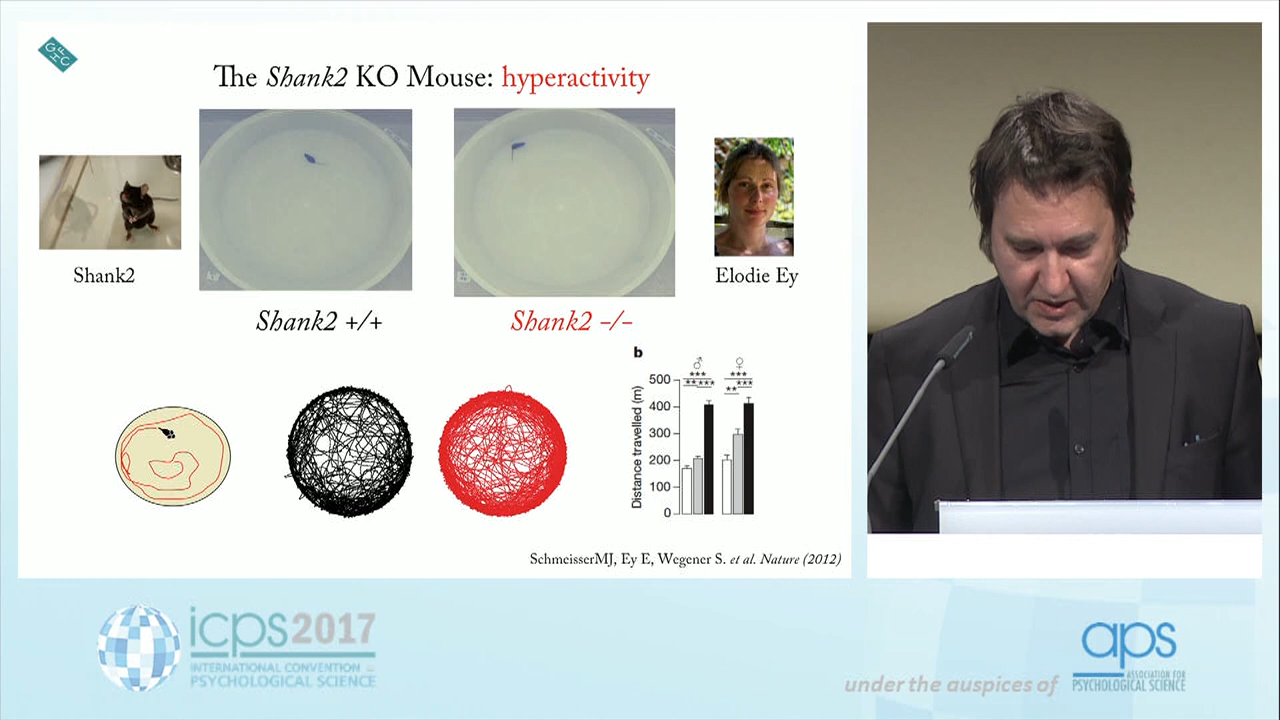 GHFC
The Shank2 KO Mouse: hyperactivity
Shank2
Elodie Ey
Shank2 +/+
Shank2 -/-
b
♂ ♀
*** ***
** *** ** ***
Distance travelled (m)
500
400
300
200
100
0
SchmeisserMJ, Ey E, Wegener S. et al. Nature (2012)
icps2017
INTERNATIONAL CONVENTION
PSYCHOLOGICAL SCIENCE
under the auspices of
aps
ASSOCIATION FOR
PSYCHOLOGICAL SCIENCE